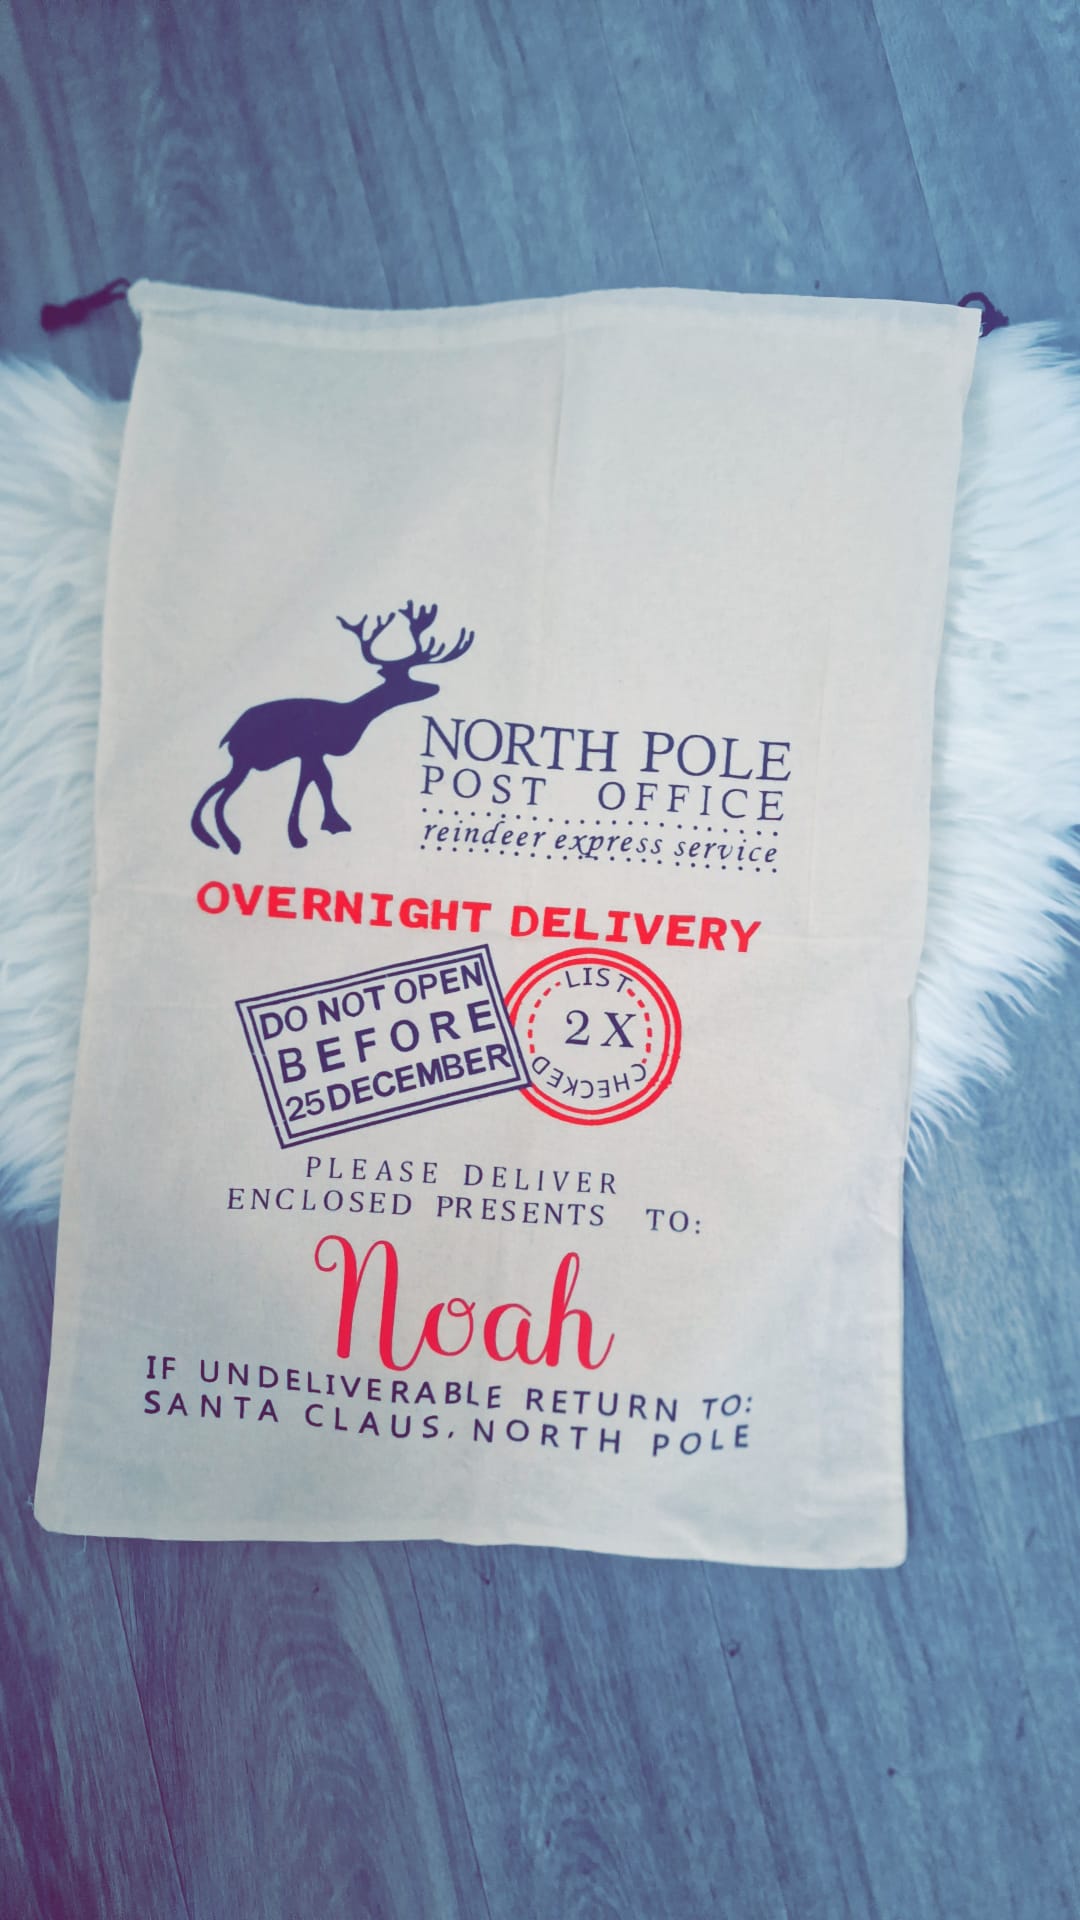 NORTH POLE
POST OFFICE
reindeer express service
OVERNIGHT DELIVERY
DO NOT OPEN
BEFORE
25 DECEMBER
LIST
2 X
CHECKED
PLEASE DELIVER
ENCLOSED PRESENTS TO:
Noah
IF UNDELIVERABLE RETURN TO:
SANTA CLAUS, NORTH POLE